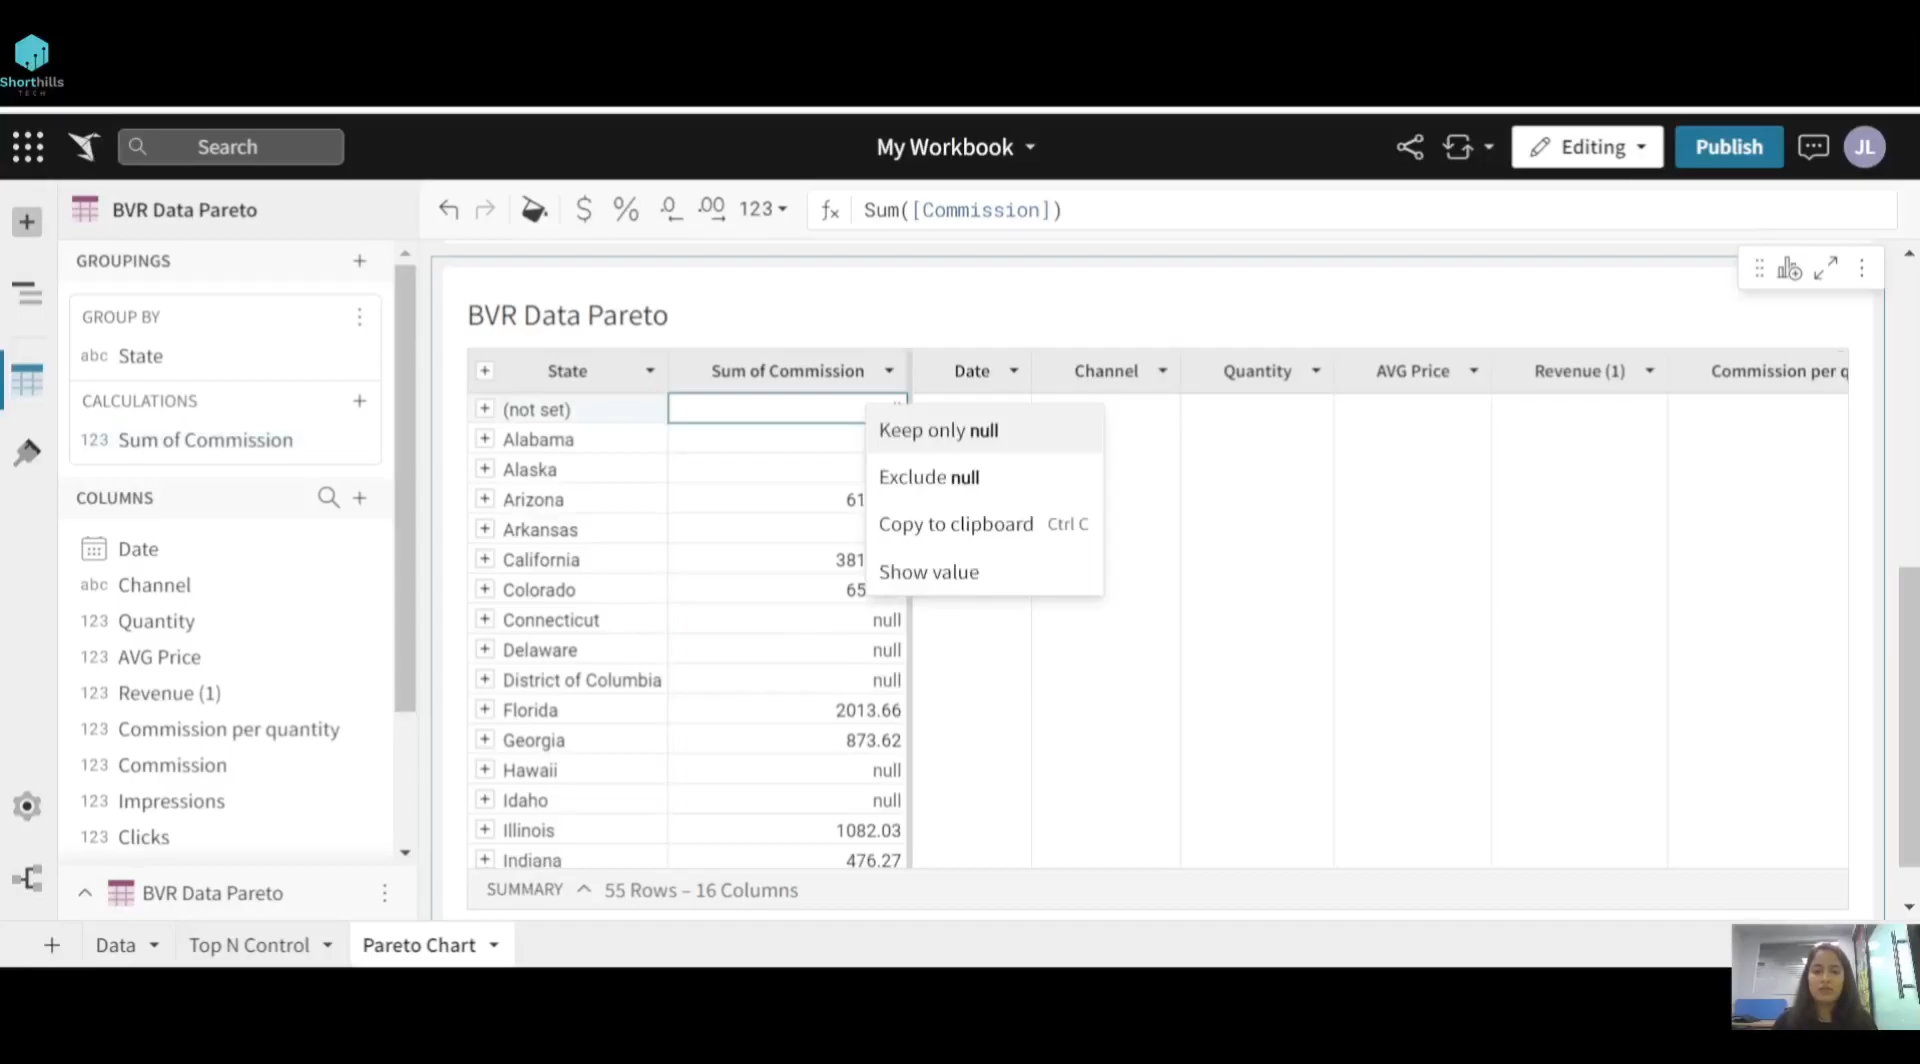 Shorthills
TECH
Search
My Workbook
Editing
Publish
JL
BVR Data Pareto
$ % .0 .00 123
fx Sum([Commission])
GROUPINGS
GROUP BY
abc State
CALCULATIONS
123 Sum of Commission
COLUMNS
Date
abc Channel
123 Quantity
123 AVG Price
123 Revenue (1)
123 Commission per quantity
123 Commission
123 Impressions
123 Clicks
BVR Data Pareto
BVR Data Pareto
State Sum of Commission Date Channel Quantity AVG Price Revenue (1) Commission per q
(not set)
Alabama
Alaska
Arizona 61
Arkansas
California 381
Colorado 65
Connecticut null
Delaware null
District of Columbia null
Florida 2013.66
Georgia 873.62
Hawaii null
Idaho null
Illinois 1082.03
Indiana 476.27
Keep only null
Exclude null
Copy to clipboard Ctrl C
Show value
SUMMARY 55 Rows – 16 Columns
Data Top N Control Pareto Chart